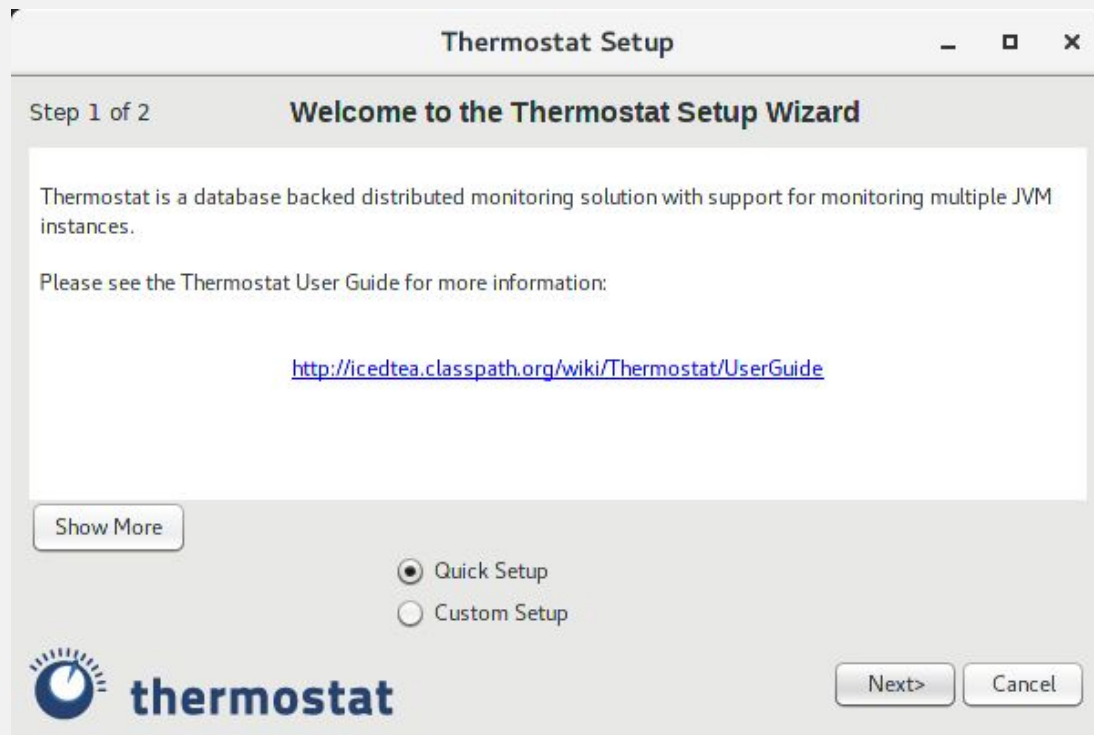 Thermostat Setup
Step 1 of 2
Welcome to the Thermostat Setup Wizard
Thermostat is a database backed distributed monitoring solution with support for monitoring multiple JVM
instances.
Please see the Thermostat User Guide for more information:
http://icedtea.classpath.org/wiki/Thermostat/UserGuide
Show More
Quick Setup
Custom Setup
thermostat
Next>
Cancel